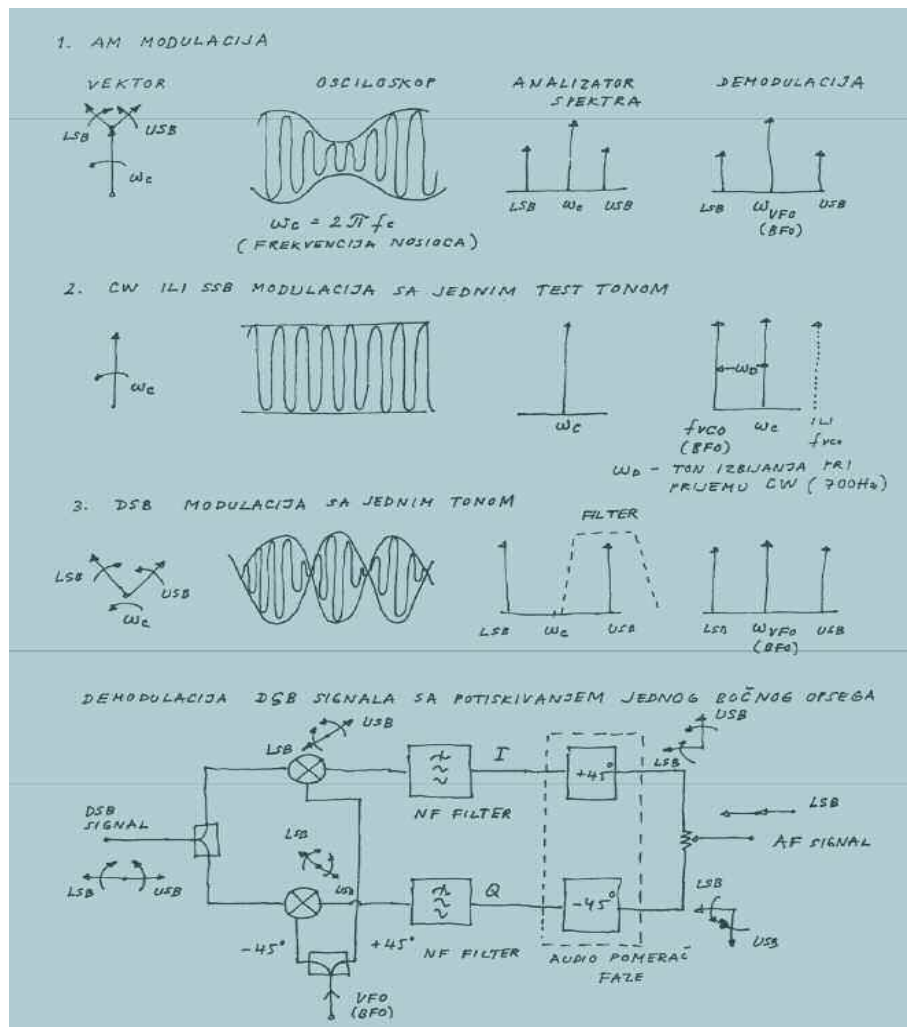 1. AM MODULACIJA
VEKTOR
OSCILOSKOP
ANALIZATOR
SPEKTRA
DEMODULACIJA
LSB
USB
ωc
ωc = 2πfc
(FREKVENCIJA NOSIOCA)
LSB ωc USB
LSB ωVFO USB
(BFO)
2. CW ILI SSB MODULACIJA SA JEDNIM TEST TONOM
ωc
ωc
ωD
fVCO ωc ILI
(BFO) fVCO
ωD - TON IZBIJANJA PRI
PRIJEMU CW (700Hz)
3. DSB MODULACIJA SA JEDNIM TONOM
FILTER
LSB
USB
ωc
LSB ωc USB
LSB ωVFO USB
(BFO)
DEMODULACIJA DSB SIGNALA SA POTISKIVANJEM JEDNOG BOČNOG OPSEGA
LSB USB
I
+45°
NF FILTER
USB
LSB
DSB
SIGNAL
LSB USB
LSB
USB
LSB
AF SIGNAL
Q
-45°
LSB
USB
-45° +45°
NF FILTER
AUDIO POMERAČ
FAZE
VFO
(BFO)